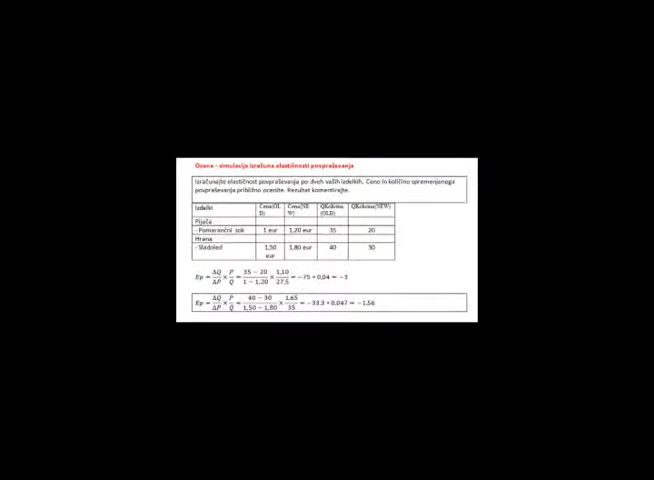 Ocena - simulacija izračuna elastičnosti povpraševanja
Izračunajte elastičnost povpraševanja po dveh vaših izdelkih. Ceno in količino spremenjenega
povpraševanja približno ocenite. Rezultat komentirajte.
Izdelki Cena(OLD) Cena(NEW) QKolicina(OLD) QKolicina(NEW)
Pijače
- Pomarančni sok 1 eur 1,20 eur 35 20
Hrana
- Sladoled 1,50 eur 1,80 eur 40 30
Ep = ΔQ/ΔP × P/Q = 35 − 20/1 − 1,20 × 1,10/27,5 = −75 * 0,04 = −3
Ep = ΔQ/ΔP × P/Q = 40 − 30/1,50 − 1,80 × 1,65/35 = −33.3 * 0,047 = −1,56